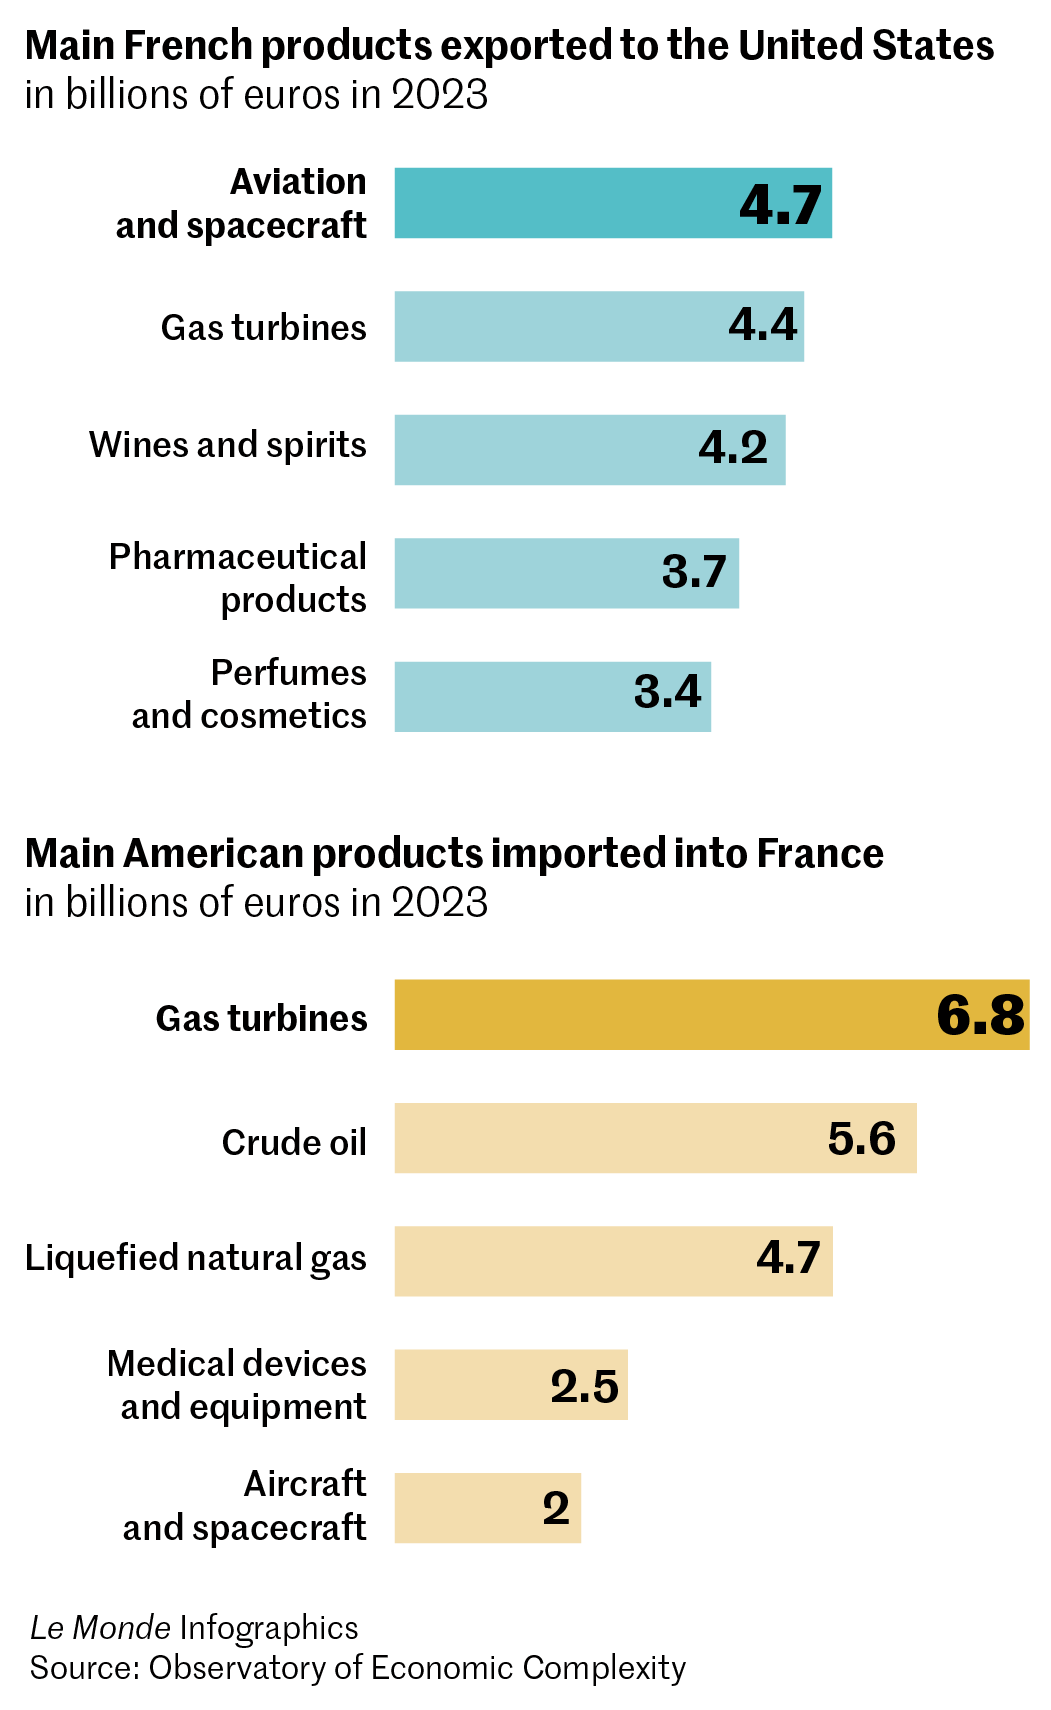 Main French products exported to the United States
in billions of euros in 2023
Aviation
and spacecraft
4.7
Gas turbines
4.4
Wines and spirits
4.2
Pharmaceutical
products
3.7
Perfumes
and cosmetics
3.4
Main American products imported into France
in billions of euros in 2023
Gas turbines
6.8
Crude oil
5.6
Liquefied natural gas
4.7
Medical devices
and equipment
2.5
Aircraft
and spacecraft
2
Le Monde Infographics
Source: Observatory of Economic Complexity